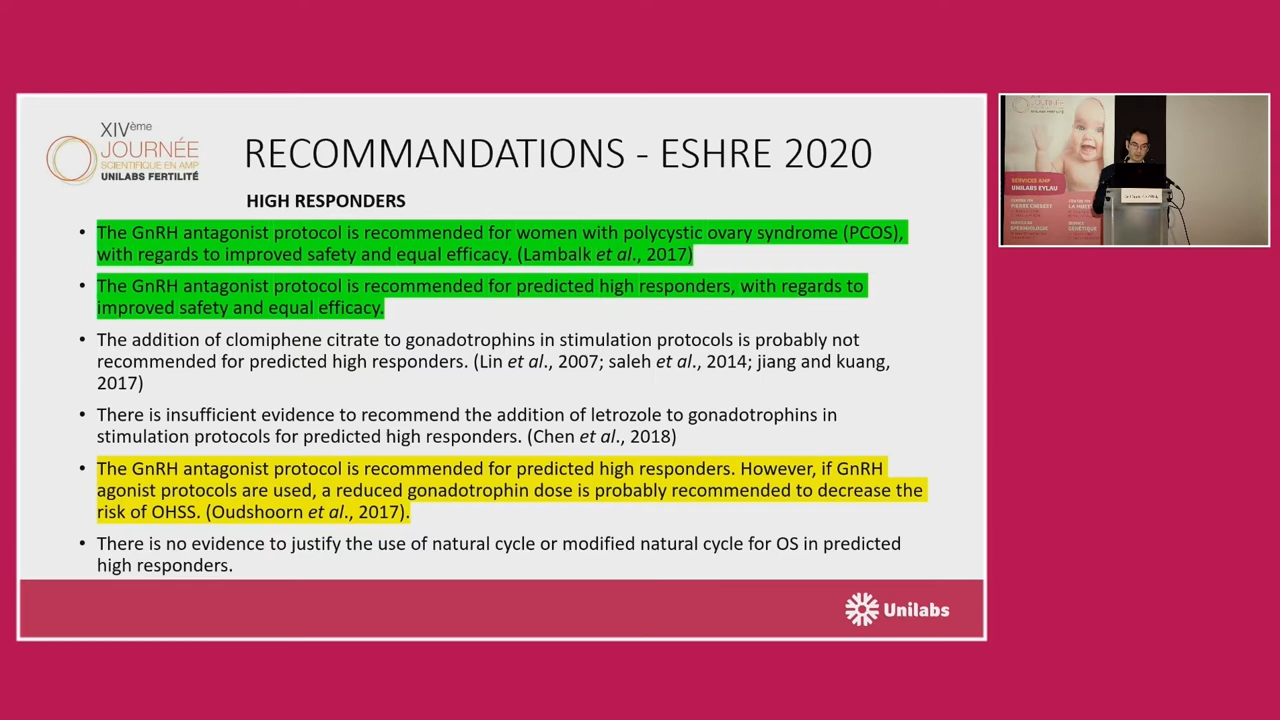 XIVème
JOURNÉE
SCIENTIFIQUE EN AMP
UNILABS FERTILITÉ
RECOMMANDATIONS - ESHRE 2020
HIGH RESPONDERS
• The GnRH antagonist protocol is recommended for women with polycystic ovary syndrome (PCOS),
with regards to improved safety and equal efficacy. (Lambalk et al., 2017)
• The GnRH antagonist protocol is recommended for predicted high responders, with regards to
improved safety and equal efficacy.
• The addition of clomiphene citrate to gonadotrophins in stimulation protocols is probably not
recommended for predicted high responders. (Lin et al., 2007; saleh et al., 2014; jiang and kuang,
2017)
• There is insufficient evidence to recommend the addition of letrozole to gonadotrophins in
stimulation protocols for predicted high responders. (Chen et al., 2018)
• The GnRH antagonist protocol is recommended for predicted high responders. However, if GnRH
agonist protocols are used, a reduced gonadotrophin dose is probably recommended to decrease the
risk of OHSS. (Oudshoorn et al., 2017).
• There is no evidence to justify the use of natural cycle or modified natural cycle for OS in predicted
high responders.
Unilabs
JOURNÉE
UNILABS FERTILITÉ
SERVICES AMP
UNILABS EYLAU